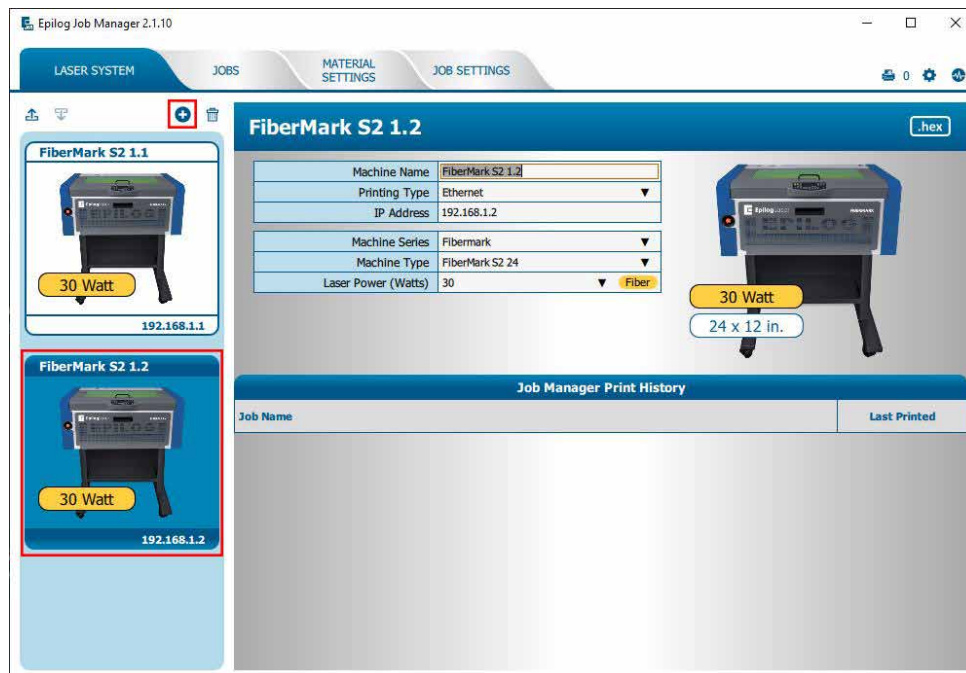 Epilog Job Manager 2.1.10
LASER SYSTEM
JOBS
MATERIAL
SETTINGS
JOB SETTINGS
0
FiberMark S2 1.1
EPILOG
30 Watt
192.168.1.1
FiberMark S2 1.2
EPILOG
30 Watt
192.168.1.2
FiberMark S2 1.2
.hex
Machine Name FiberMark S2 1.2
Printing Type Ethernet
IP Address 192.168.1.2
Machine Series Fibermark
Machine Type FiberMark S2 24
Laser Power (Watts) 30 Fiber
Epilog
EPILOG
30 Watt
24 x 12 in.
Job Manager Print History
Job Name Last Printed